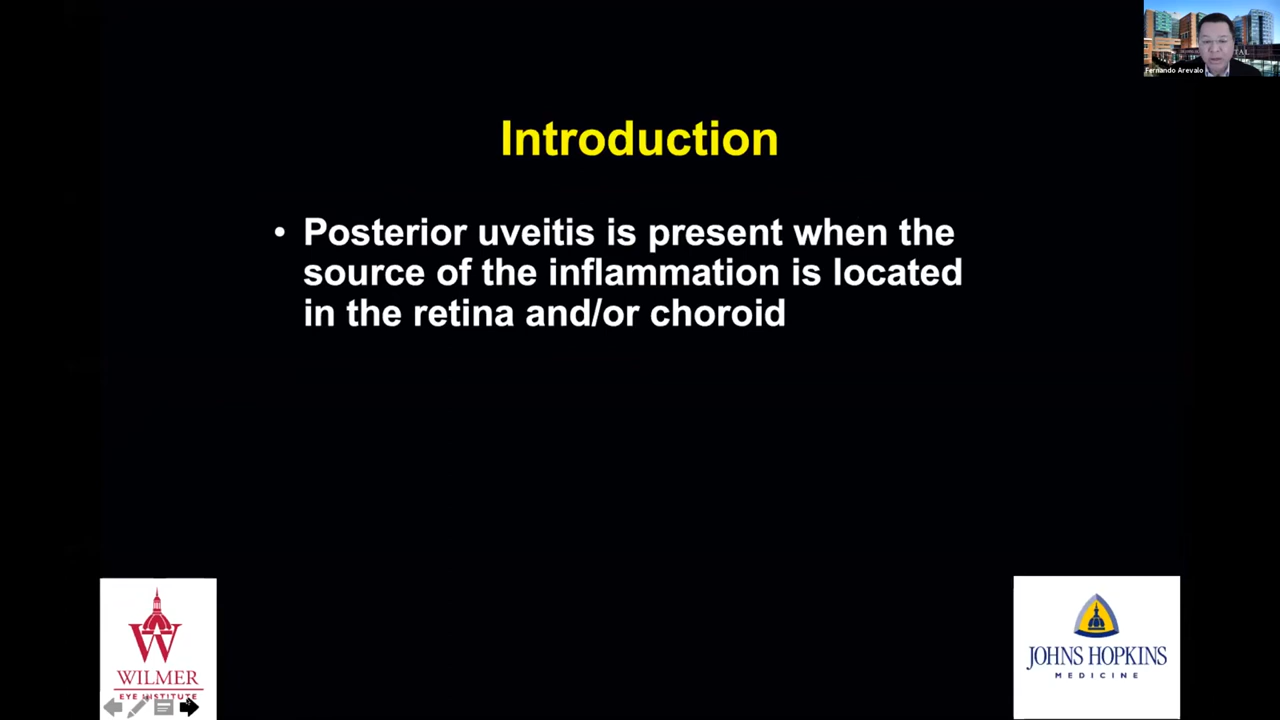 Fernando Arevalo
Introduction
• Posterior uveitis is present when the
source of the inflammation is located
in the retina and/or choroid
WILMER
EYE INSTITUTE
JOHNS HOPKINS
MEDICINE